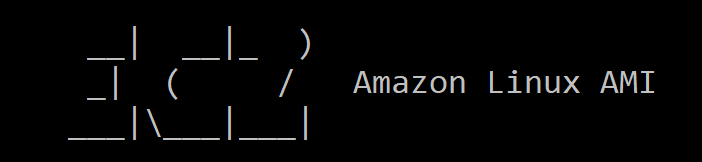 __|  __|_  )
       _|  (     /   Amazon Linux AMI
      ___|\___|___|